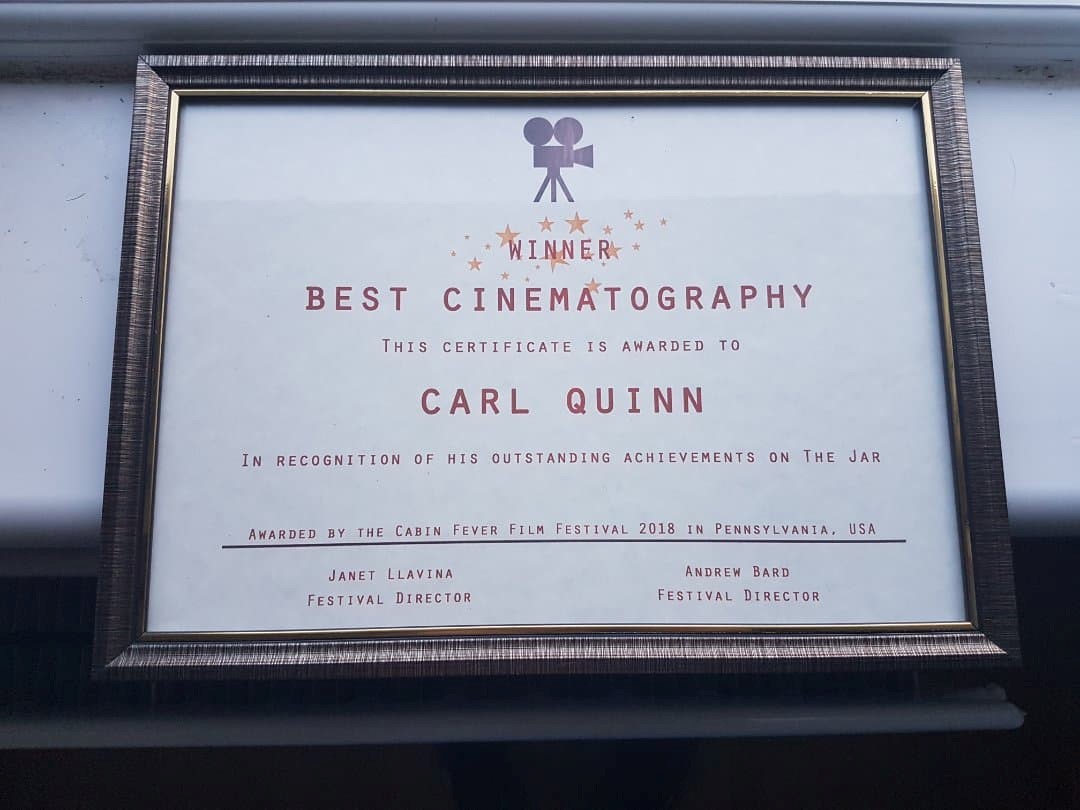 WINNER
BEST CINEMATOGRAPHY
THIS CERTIFICATE IS AWARDED TO
CARL QUINN
IN RECOGNITION OF HIS OUTSTANDING ACHIEVEMENTS ON THE JAR
AWARDED BY THE CABIN FEVER FILM FESTIVAL 2018 IN PENNSYLVANIA, USA
JANET LLAVINA
FESTIVAL DIRECTOR
ANDREW BARD
FESTIVAL DIRECTOR